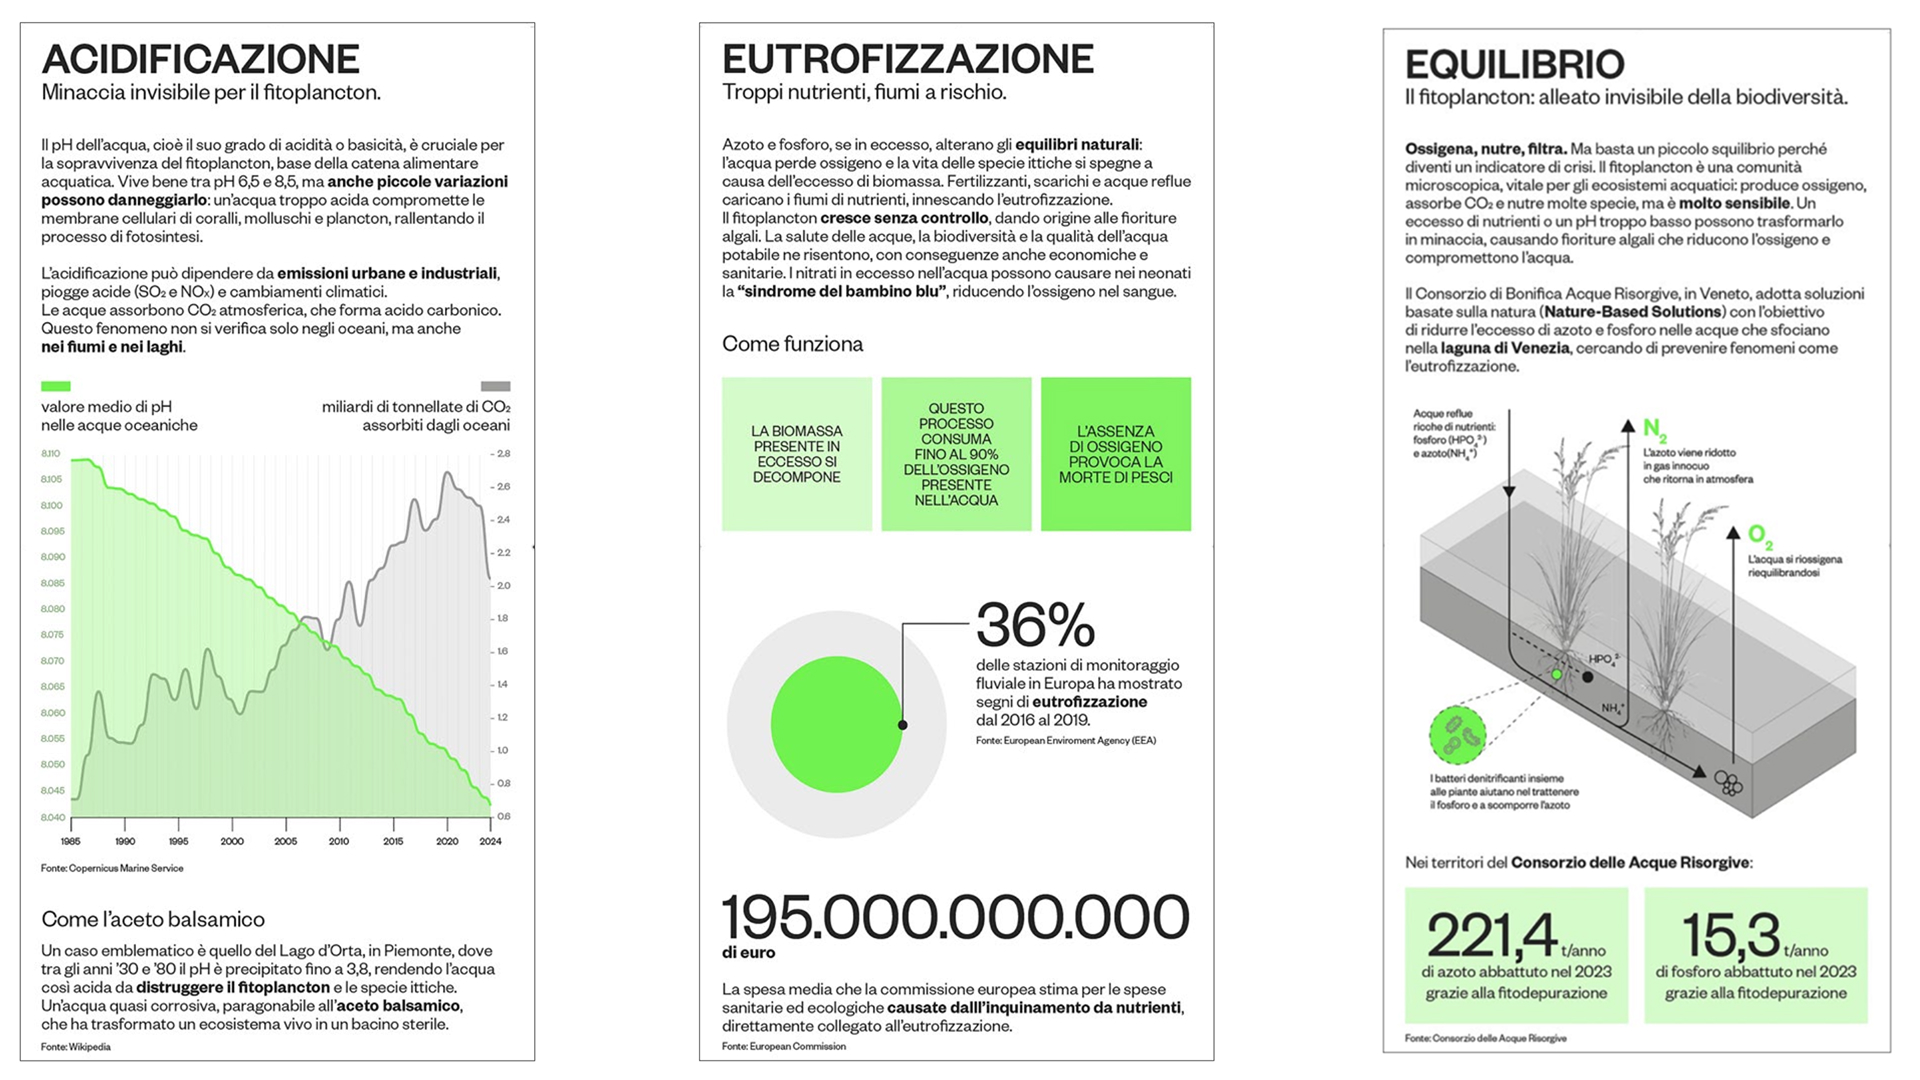 ACIDIFICAZIONE
Minaccia invisibile per il fitoplancton.
Il pH dell'acqua, cioè il suo grado di acidità o basicità, è cruciale per
la sopravvivenza del fitoplancton, base della catena alimentare
acquatica. Vive bene tra pH 6,5 e 8,5, ma anche piccole variazioni
possono danneggiarlo: un'acqua troppo acida compromette le
membrane cellulari di coralli, molluschi e plancton, rallentando il
processo di fotosintesi.
L'acidificazione può dipendere da emissioni urbane e industriali,
piogge acide (SO₂ e NOₓ) e cambiamenti climatici.
Le acque assorbono CO₂ atmosferica, che forma acido carbonico.
Questo fenomeno non si verifica solo negli oceani, ma anche
nei fiumi e nei laghi.
valore medio di pH
nelle acque oceaniche
miliardi di tonnellate di CO₂
assorbiti dagli oceani
8.110
8.105
8.100
8.095
8.090
8.085
8.080
8.075
8.070
8.065
8.060
8.055
8.050
8.045
8.040
2.8
2.6
2.4
2.2
2.0
1.8
1.6
1.4
1.2
1.0
0.8
0.6
1985 1990 1995 2000 2005 2010 2015 2020 2024
Fonte: Copernicus Marine Service
Come l'aceto balsamico
Un caso emblematico è quello del Lago d'Orta, in Piemonte, dove
tra gli anni '30 e '80 il pH è precipitato fino a 3,8, rendendo l'acqua
così acida da distruggere il fitoplancton e le specie ittiche.
Un'acqua quasi corrosiva, paragonabile all'aceto balsamico,
che ha trasformato un ecosistema vivo in un bacino sterile.
Fonte: Wikipedia
EUTROFIZZAZIONE
Troppi nutrienti, fiumi a rischio.
Azoto e fosforo, se in eccesso, alterano gli equilibri naturali:
l'acqua perde ossigeno e la vita delle specie ittiche si spegne a
causa dell'eccesso di biomassa. Fertilizzanti, scarichi e acque reflue
caricano i fiumi di nutrienti, innescando l'eutrofizzazione.
Il fitoplancton cresce senza controllo, dando origine alle fioriture
algali. La salute delle acque, la biodiversità e la qualità dell'acqua
potabile ne risentono, con conseguenze anche economiche e
sanitarie. I nitrati in eccesso nell'acqua possono causare nei neonati
la “sindrome del bambino blu”, riducendo l'ossigeno nel sangue.
Come funziona
LA BIOMASSA
PRESENTE IN
ECCESSO SI
DECOMPONE
QUESTO
PROCESSO
CONSUMA
FINO AL 90%
DELL'OSSIGENO
PRESENTE
NELL'ACQUA
L'ASSENZA
DI OSSIGENO
PROVOCA LA
MORTE DI PESCI
36%
delle stazioni di monitoraggio
fluviale in Europa ha mostrato
segni di eutrofizzazione
dal 2016 al 2019.
Fonte: European Enviroment Agency (EEA)
195.000.000.000
di euro
La spesa media che la commissione europea stima per le spese
sanitarie ed ecologiche causate dalll'inquinamento da nutrienti,
direttamente collegato all'eutrofizzazione.
Fonte: European Commission
EQUILIBRIO
Il fitoplancton: alleato invisibile della biodiversità.
Ossigena, nutre, filtra. Ma basta un piccolo squilibrio perché
diventi un indicatore di crisi. Il fitoplancton è una comunità
microscopica, vitale per gli ecosistemi acquatici: produce ossigeno,
assorbe CO₂ e nutre molte specie, ma è molto sensibile. Un
eccesso di nutrienti o un pH troppo basso possono trasformarlo
in minaccia, causando fioriture algali che riducono l'ossigeno e
compromettono l'acqua.
Il Consorzio di Bonifica Acque Risorgive, in Veneto, adotta soluzioni
basate sulla natura (Nature-Based Solutions) con l'obiettivo
di ridurre l'eccesso di azoto e fosforo nelle acque che sfociano
nella laguna di Venezia, cercando di prevenire fenomeni come
l'eutrofizzazione.
Acque reflue
ricche di nutrienti:
fosforo (HPO₄²⁻)
e azoto(NH₄⁺)
N₂
L'azoto viene ridotto
in gas innocuo
che ritorna in atmosfera
O₂
L'acqua si riossigena
riequilibrandosi
HPO₄²⁻
NH₄⁺
I batteri denitrificanti insieme
alle piante aiutano nel trattenere
il fosforo e a scomporre l'azoto
Nei territori del Consorzio delle Acque Risorgive:
221,4 t/anno
di azoto abbattuto nel 2023
grazie alla fitodepurazione
15,3 t/anno
di fosforo abbattuto nel 2023
grazie alla fitodepurazione
Fonte: Consorzio delle Acque Risorgive